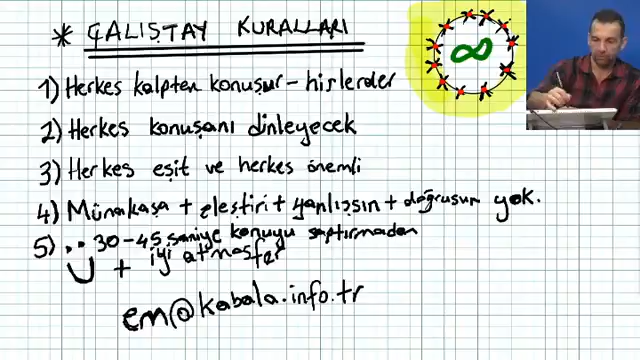 * ÇALIŞTAY KURALLARI
1) Herkes kalpten konuşur - hislerden
2) Herkes konuşanı dinleyecek
3) Herkes eşit ve herkes önemli
4) Münakaşa + eleştiri + yanlışsın + doğrusun yok.
5) 30-45 saniye konuyu saptırmadan
+ iyi atmosfer
em@kabala.info.tr